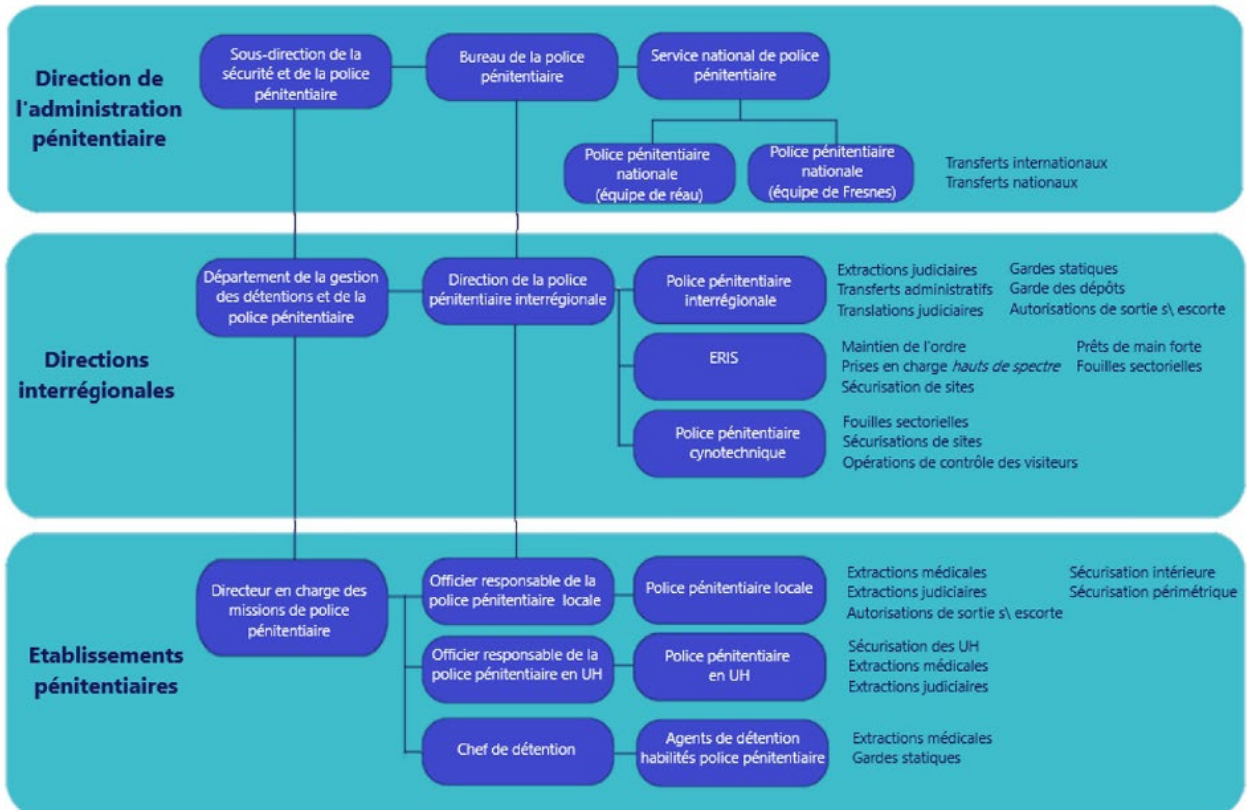 Direction de
l'administration
pénitentiaire
Sous-direction de la
sécurité et de la police
pénitentiaire
Bureau de la police
pénitentiaire
Service national de police
pénitentiaire
Police pénitentiaire
nationale
(équipe de réau)
Police pénitentiaire
nationale
(équipe de Fresnes)
Transferts internationaux
Transferts nationaux
Directions
interrégionales
Département de la gestion
des détentions et de la
police pénitentiaire
Direction de la police
pénitentiaire interrégionale
Police pénitentiaire
interrégionale
Extractions judiciaires
Transferts administratifs
Translations judiciaires
Gardes statiques
Garde des dépôts
Autorisations de sortie s\ escorte
ERIS
Maintien de l'ordre
Prises en charge hauts de spectre
Sécurisation de sites
Prêts de main forte
Fouilles sectorielles
Police pénitentiaire
cynotechnique
Fouilles sectorielles
Sécurisations de sites
Opérations de contrôle des visiteurs
Etablissements
pénitentiaires
Directeur en charge des
missions de police
pénitentiaire
Officier responsable de la
police pénitentiaire locale
Police pénitentiaire locale
Extractions médicales
Extractions judiciaires
Autorisations de sortie s\ escorte
Sécurisation intérieure
Sécurisation périmétrique
Officier responsable de la
police pénitentiaire en UH
Police pénitentiaire
en UH
Sécurisation des UH
Extractions médicales
Extractions judiciaires
Chef de détention
Agents de détention
habilités police pénitentiaire
Extractions médicales
Gardes statiques